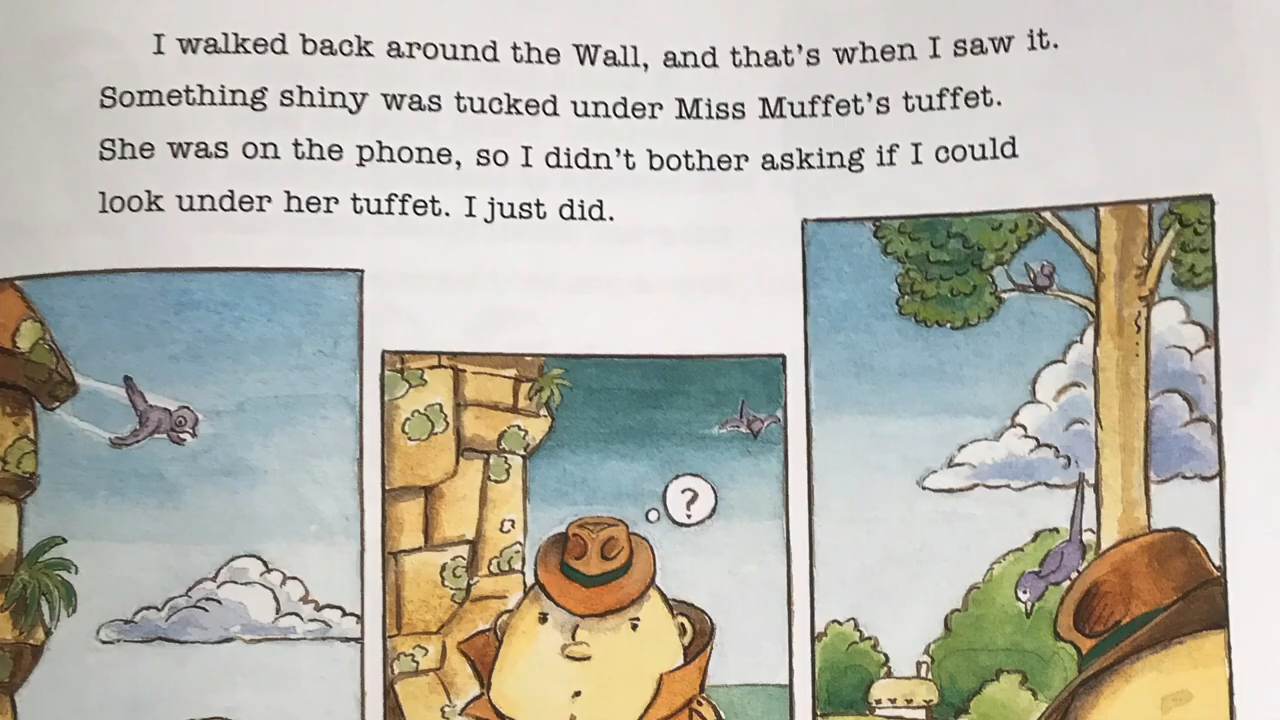 I walked back around the Wall, and that's when I saw it.
Something shiny was tucked under Miss Muffet's tuffet.
She was on the phone, so I didn't bother asking if I could
look under her tuffet. I just did.
?